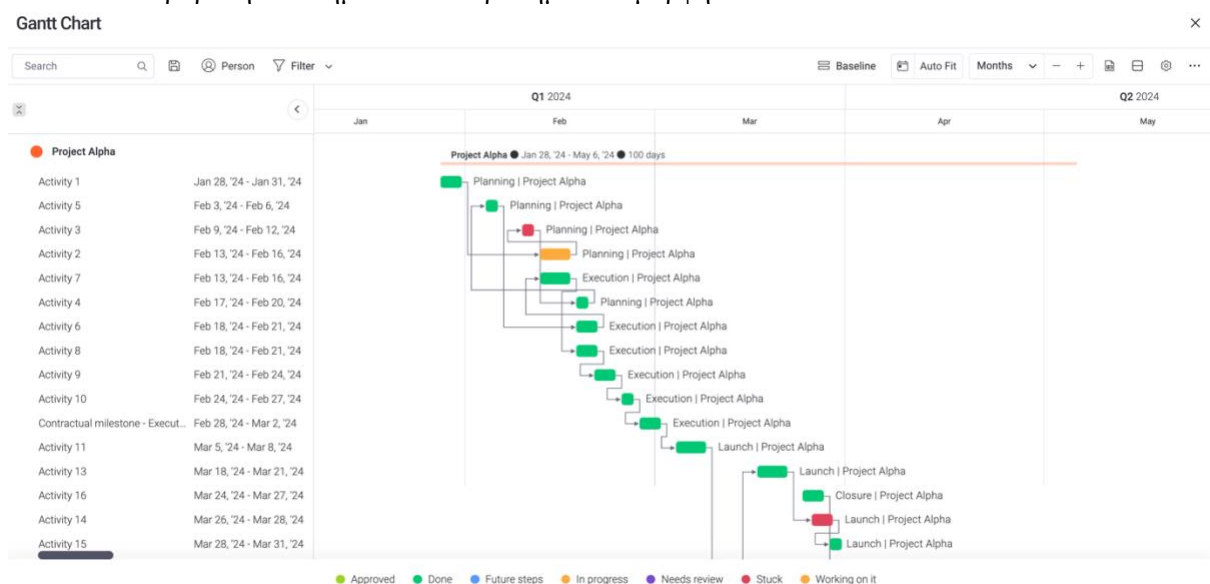 Gantt Chart
Search Person Filter Baseline Auto Fit Months
Q1 2024 Q2 2024
Jan Feb Mar Apr May
Project Alpha Project Alpha ● Jan 28, '24 - May 6, '24 ● 100 days
Activity 1 Jan 28, '24 - Jan 31, '24 Planning | Project Alpha
Activity 5 Feb 3, '24 - Feb 6, '24 Planning | Project Alpha
Activity 3 Feb 9, '24 - Feb 12, '24 Planning | Project Alpha
Activity 2 Feb 13, '24 - Feb 16, '24 Planning | Project Alpha
Activity 7 Feb 13, '24 - Feb 16, '24 Execution | Project Alpha
Activity 4 Feb 17, '24 - Feb 20, '24 Planning | Project Alpha
Activity 6 Feb 18, '24 - Feb 21, '24 Execution | Project Alpha
Activity 8 Feb 18, '24 - Feb 21, '24 Execution | Project Alpha
Activity 9 Feb 21, '24 - Feb 24, '24 Execution | Project Alpha
Activity 10 Feb 24, '24 - Feb 27, '24 Execution | Project Alpha
Contractual milestone - Execut... Feb 28, '24 - Mar 2, '24 Execution | Project Alpha
Activity 11 Mar 5, '24 - Mar 8, '24 Launch | Project Alpha
Activity 13 Mar 18, '24 - Mar 21, '24 Launch | Project Alpha
Activity 16 Mar 24, '24 - Mar 27, '24 Closure | Project Alpha
Activity 14 Mar 26, '24 - Mar 28, '24 Launch | Project Alpha
Activity 15 Mar 28, '24 - Mar 31, '24 Launch | Project Alpha
Approved Done Future steps In progress Needs review Stuck Working on it